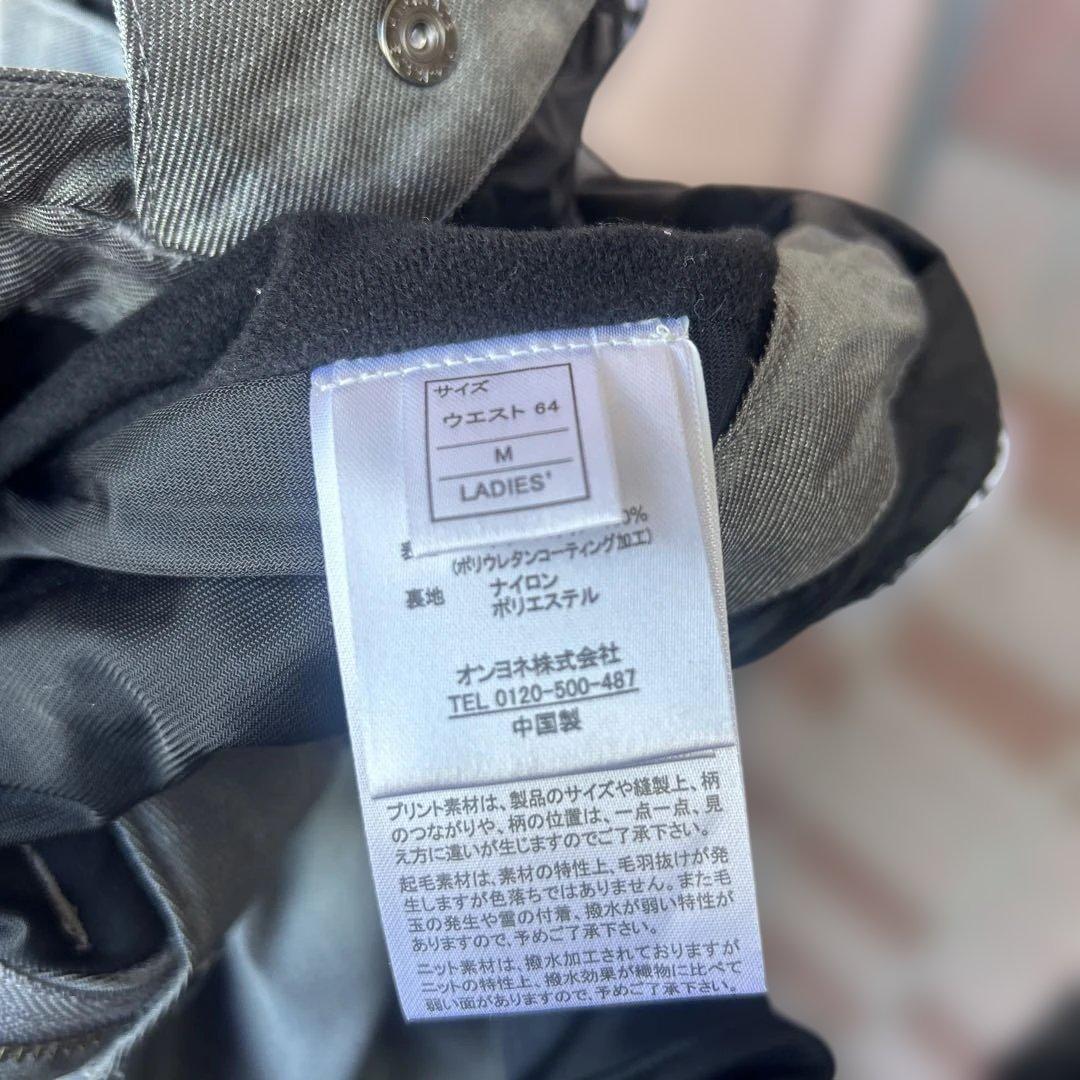 サイズ
ウエスト 64
M
LADIES'
0%
(ポリウレタンコーティング加工)
裏地 ナイロン
ポリエステル
オンヨネ株式会社
TEL 0120-500-487
中国製
プリント素材は、製品のサイズや縫製上、柄
のつながりや、柄の位置は、一点一点、見
え方に違いが生じますのでご了承下さい。
起毛素材は、素材の特性上、毛羽抜けが発
生しますが色落ちではありません。また毛
玉の発生や雪の付着、撥水が弱い特性が
ありますので、予めご了承下さい。
ニット素材は、撥水加工されておりますが
ニットの特性上、撥水効果が織物に比べて
弱い面がありますので、予めご了承下さい。